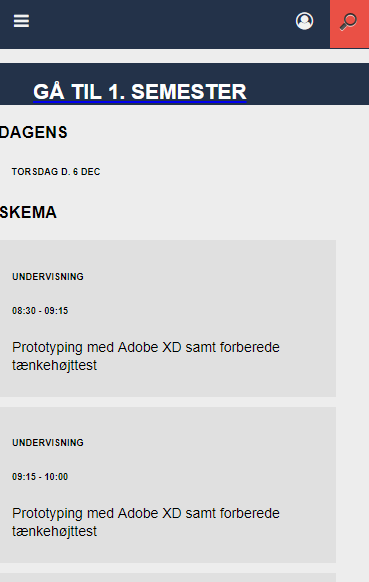 GÅ TIL 1. SEMESTER
DAGENS
TORSDAG D. 6 DEC
SKEMA
UNDERVISNING
08:30 - 09:15
Prototyping med Adobe XD samt forberede
tænkehøjttest
UNDERVISNING
09:15 - 10:00
Prototyping med Adobe XD samt forberede
tænkehøjttest